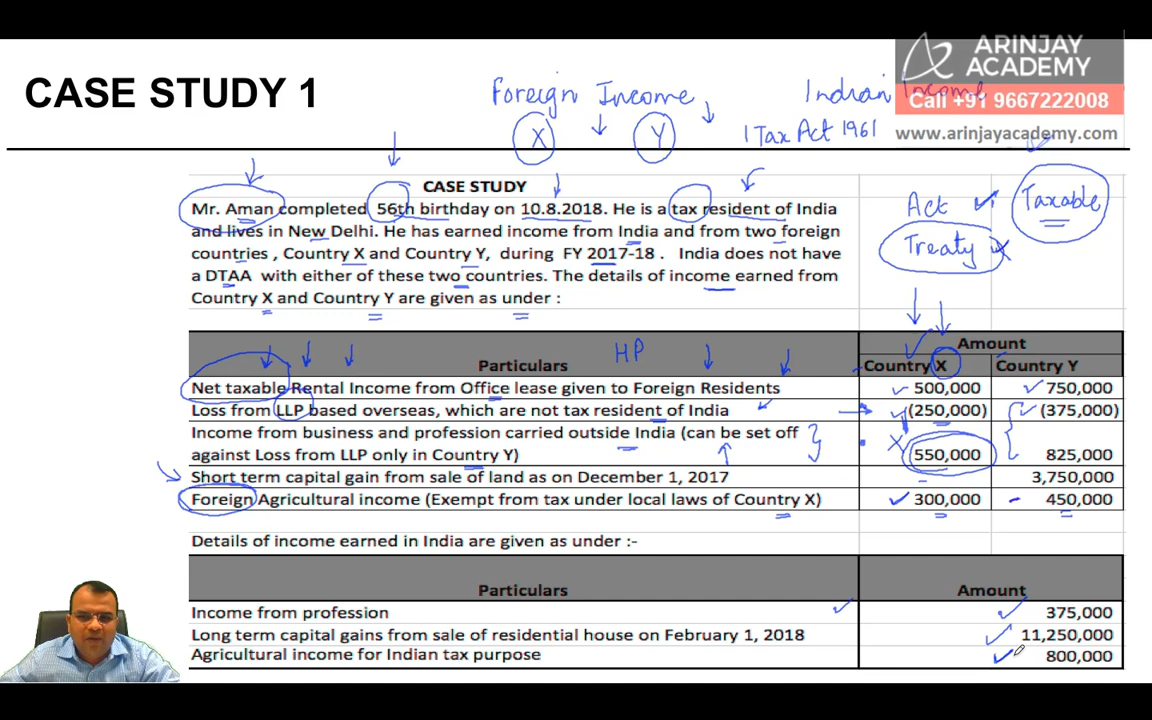 CASE STUDY 1
ARINJAY
ACADEMY
Call +91 9667222008
www.arinjayacademy.com
Foreign Income
X Y
Indian Income
I Tax Act 1961
CASE STUDY
Mr. Aman completed 56th birthday on 10.8.2018. He is a tax resident of India
and lives in New Delhi. He has earned income from India and from two foreign
countries , Country X and Country Y, during FY 2017-18 . India does not have
a DTAA with either of these two countries. The details of income earned from
Country X and Country Y are given as under :
Act
Taxable
Treaty
HP
Amount
Particulars Country X Country Y
Net taxable Rental Income from Office lease given to Foreign Residents 500,000 750,000
Loss from LLP based overseas, which are not tax resident of India (250,000) (375,000)
Income from business and profession carried outside India (can be set off
against Loss from LLP only in Country Y) 550,000 825,000
Short term capital gain from sale of land as on December 1, 2017 - 3,750,000
Foreign Agricultural income (Exempt from tax under local laws of Country X) 300,000 450,000
Details of income earned in India are given as under :-
Particulars Amount
Income from profession 375,000
Long term capital gains from sale of residential house on February 1, 2018 11,250,000
Agricultural income for Indian tax purpose 800,000